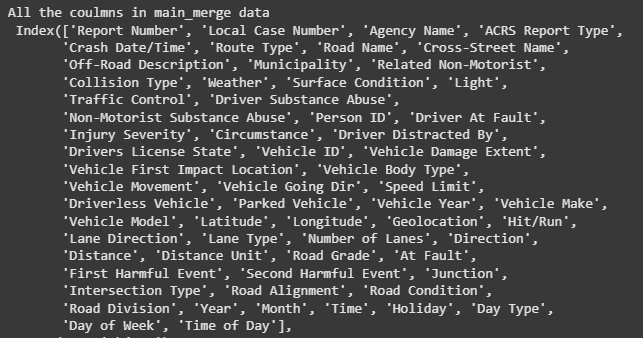 All the coulmns in main_merge data
Index(['Report Number', 'Local Case Number', 'Agency Name', 'ACRS Report Type',
'Crash Date/Time', 'Route Type', 'Road Name', 'Cross-Street Name',
'Off-Road Description', 'Municipality', 'Related Non-Motorist',
'Collision Type', 'Weather', 'Surface Condition', 'Light',
'Traffic Control', 'Driver Substance Abuse',
'Non-Motorist Substance Abuse', 'Person ID', 'Driver At Fault',
'Injury Severity', 'Circumstance', 'Driver Distracted By',
'Drivers License State', 'Vehicle ID', 'Vehicle Damage Extent',
'Vehicle First Impact Location', 'Vehicle Body Type',
'Vehicle Movement', 'Vehicle Going Dir', 'Speed Limit',
'Driverless Vehicle', 'Parked Vehicle', 'Vehicle Year', 'Vehicle Make',
'Vehicle Model', 'Latitude', 'Longitude', 'Geolocation', 'Hit/Run',
'Lane Direction', 'Lane Type', 'Number of Lanes', 'Direction',
'Distance', 'Distance Unit', 'Road Grade', 'At Fault',
'First Harmful Event', 'Second Harmful Event', 'Junction',
'Intersection Type', 'Road Alignment', 'Road Condition',
'Road Division', 'Year', 'Month', 'Time', 'Holiday', 'Day Type',
'Day of Week', 'Time of Day'],